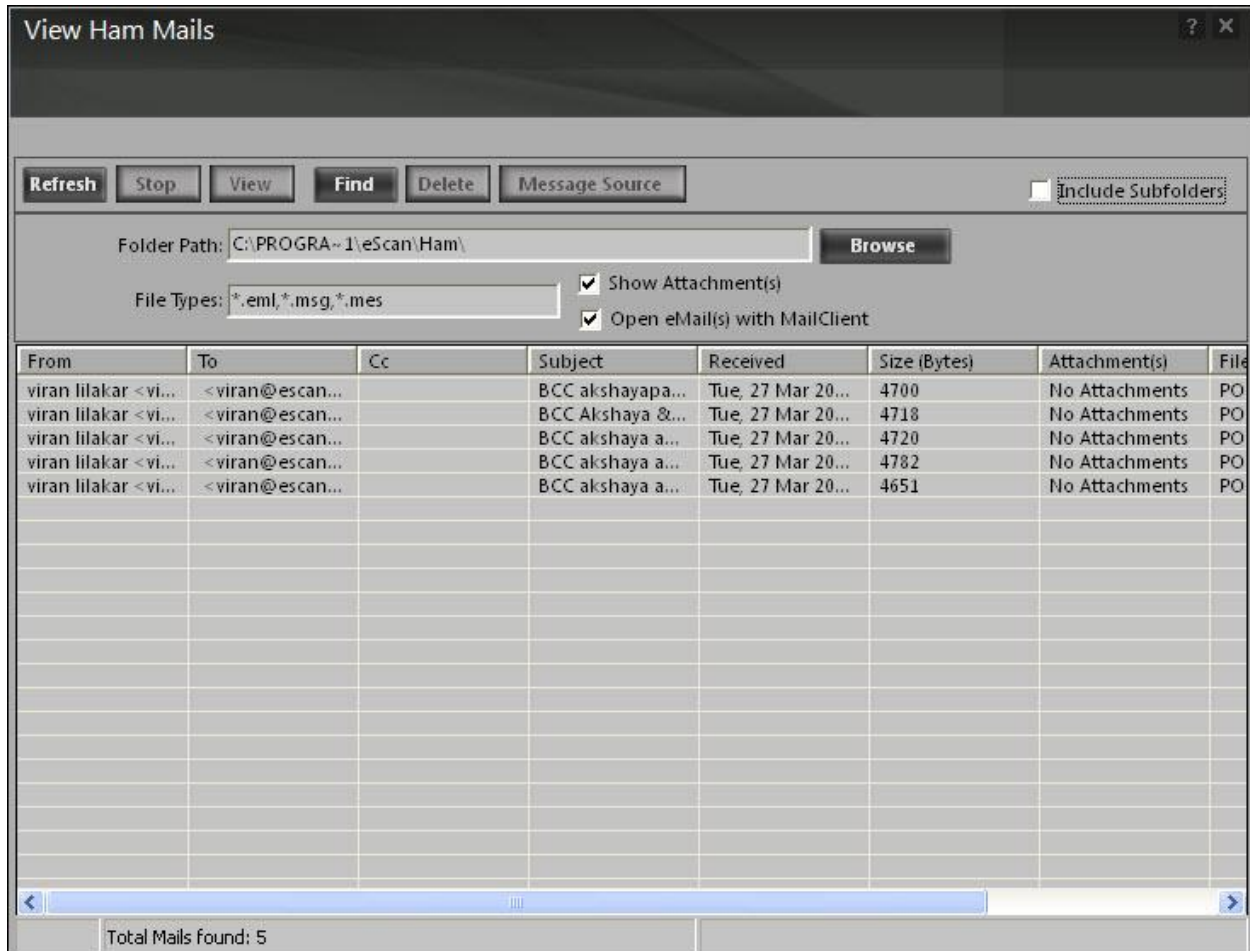 View Ham Mails ? X
Refresh Stop View Find Delete Message Source Include Subfolders
Folder Path: C:\PROGRA~1\eScan\Ham\ Browse
File Types: *.eml,*.msg,*.mes Show Attachment(s)
Open eMail(s) with MailClient
From To Cc Subject Received Size (Bytes) Attachment(s) File
viran lilakar <vi... <viran@escan... BCC akshayapa... Tue, 27 Mar 20... 4700 No Attachments PO
viran lilakar <vi... <viran@escan... BCC Akshaya &... Tue, 27 Mar 20... 4718 No Attachments PO
viran lilakar <vi... <viran@escan... BCC akshaya a... Tue, 27 Mar 20... 4720 No Attachments PO
viran lilakar <vi... <viran@escan... BCC akshaya a... Tue, 27 Mar 20... 4782 No Attachments PO
viran lilakar <vi... <viran@escan... BCC akshaya a... Tue, 27 Mar 20... 4651 No Attachments PO
Total Mails found: 5